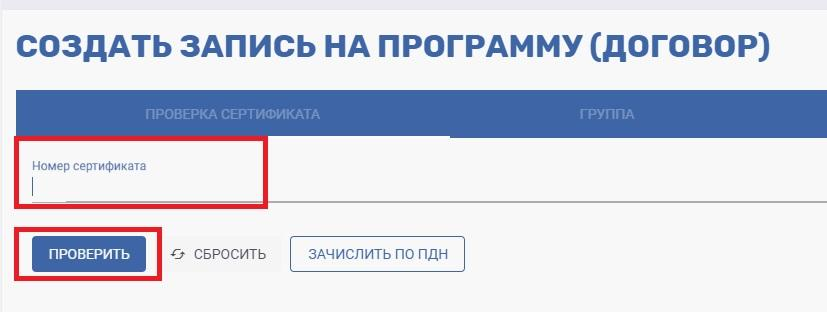 СОЗДАТЬ ЗАПИСЬ НА ПРОГРАММУ (ДОГОВОР)
ПРОВЕРКА СЕРТИФИКАТА ГРУППА
Номер сертификата
ПРОВЕРИТЬ СБРОСИТЬ ЗАЧИСЛИТЬ ПО ПДН